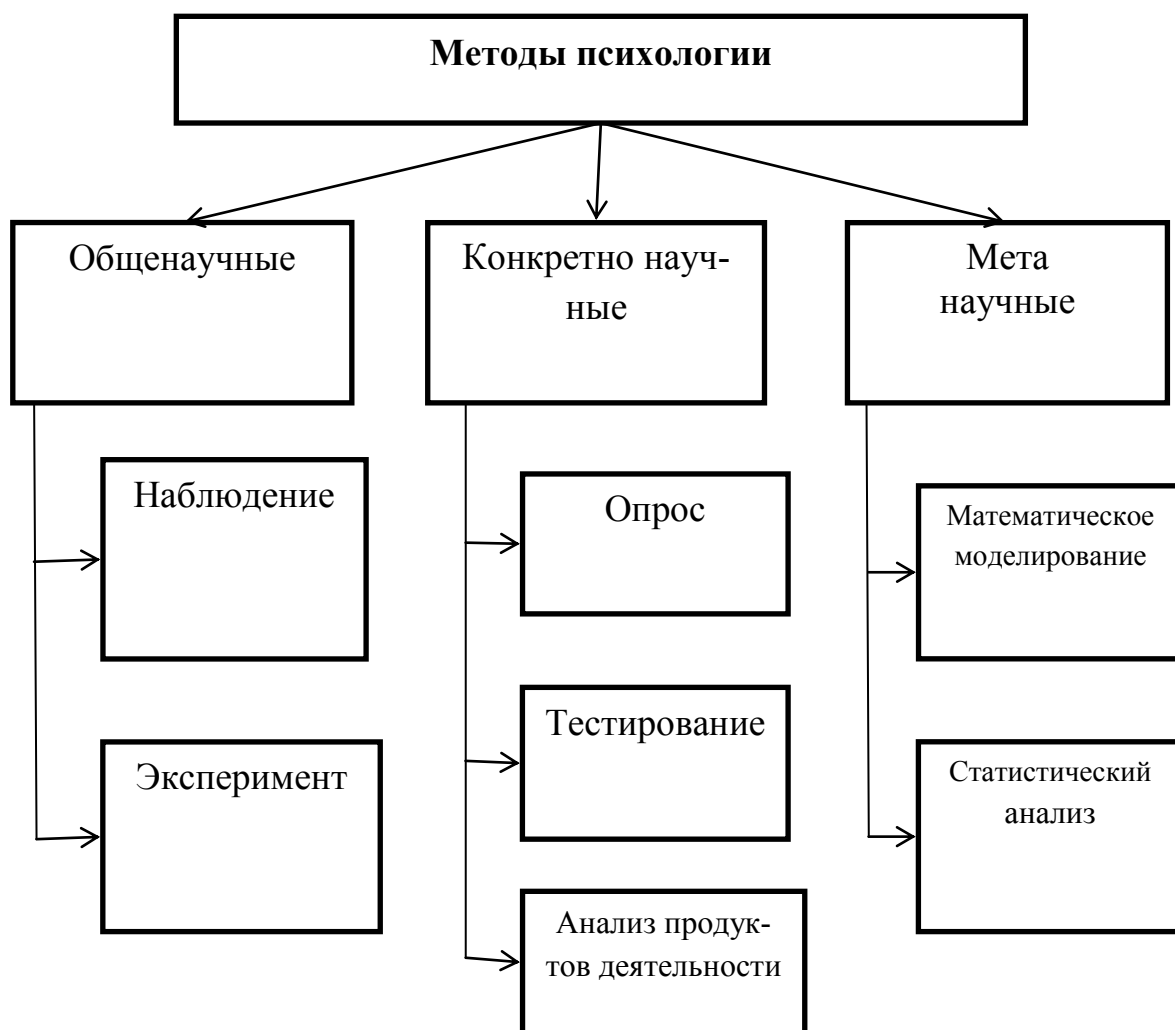 Методы психологии
Общенаучные
Конкретно науч-
ные
Мета
научные
Наблюдение
Опрос
Математическое
моделирование
Эксперимент
Тестирование
Статистический
анализ
Анализ продук-
тов деятельности